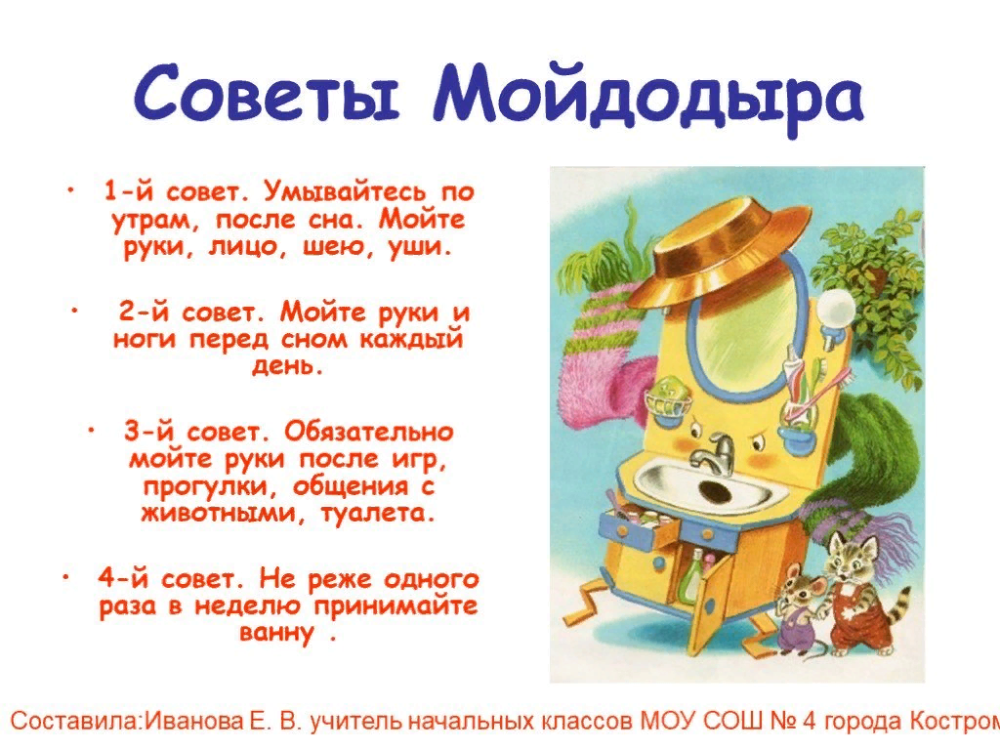 Советы Мойдодыра
• 1-й совет. Умывайтесь по
утрам, после сна. Мойте
руки, лицо, шею, уши.
• 2-й совет. Мойте руки и
ноги перед сном каждый
день.
• 3-й совет. Обязательно
мойте руки после игр,
прогулки, общения с
животными, туалета.
• 4-й совет. Не реже одного
раза в неделю принимайте
ванну .
Составила:Иванова Е. В. учитель начальных классов МОУ СОШ № 4 города Костром